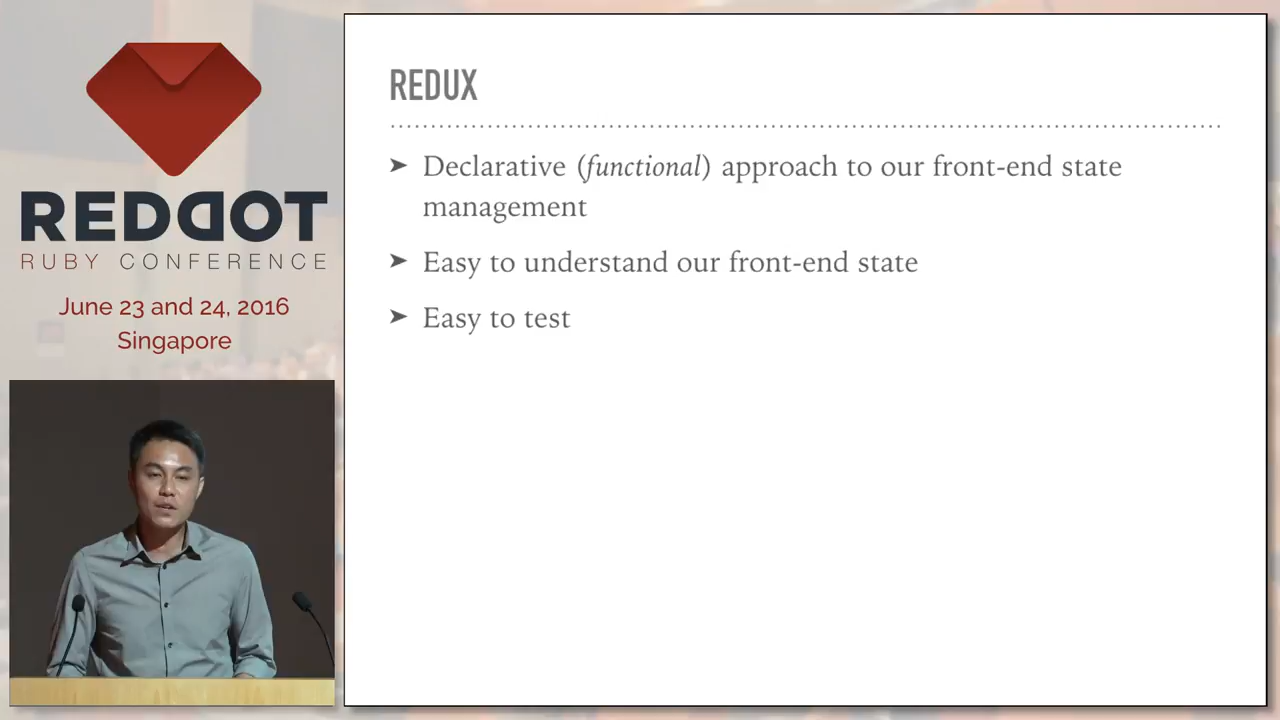 REDDOT
RUBY CONFERENCE
June 23 and 24, 2016
Singapore
REDUX
➤ Declarative (functional) approach to our front-end state
management
➤ Easy to understand our front-end state
➤ Easy to test